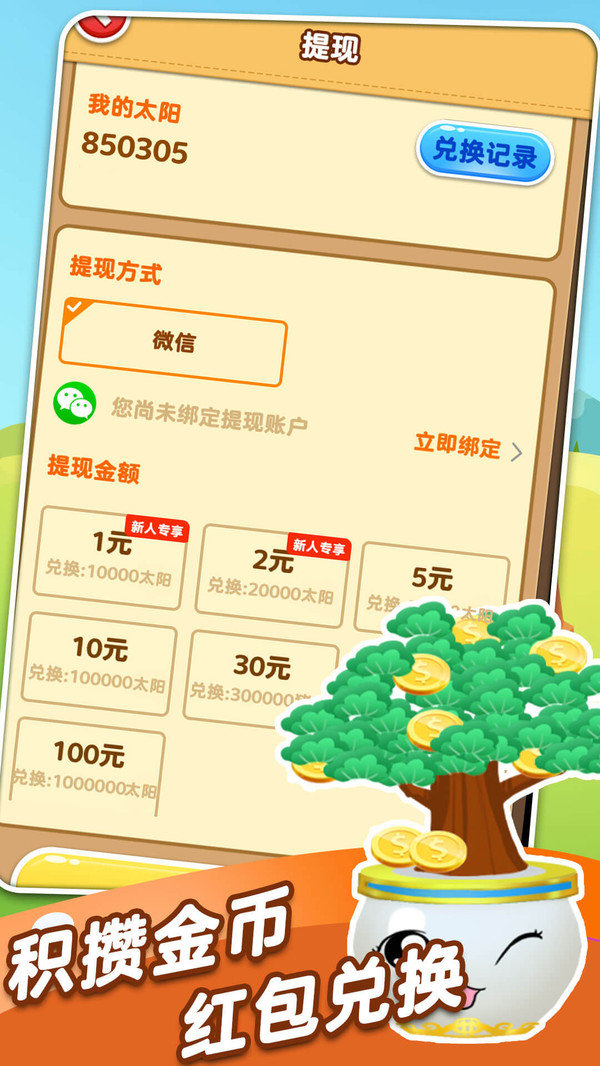 提现
我的太阳
850305
兑换记录
提现方式
微信
您尚未绑定提现账户
立即绑定
提现金额
新人专享
1元
兑换:10000太阳
新人专享
2元
兑换:20000太阳
5元
兑换:
10元
兑换:100000太阳
30元
兑换:300000
100元
兑换:1000000太阳
积攒金币
红包兑换